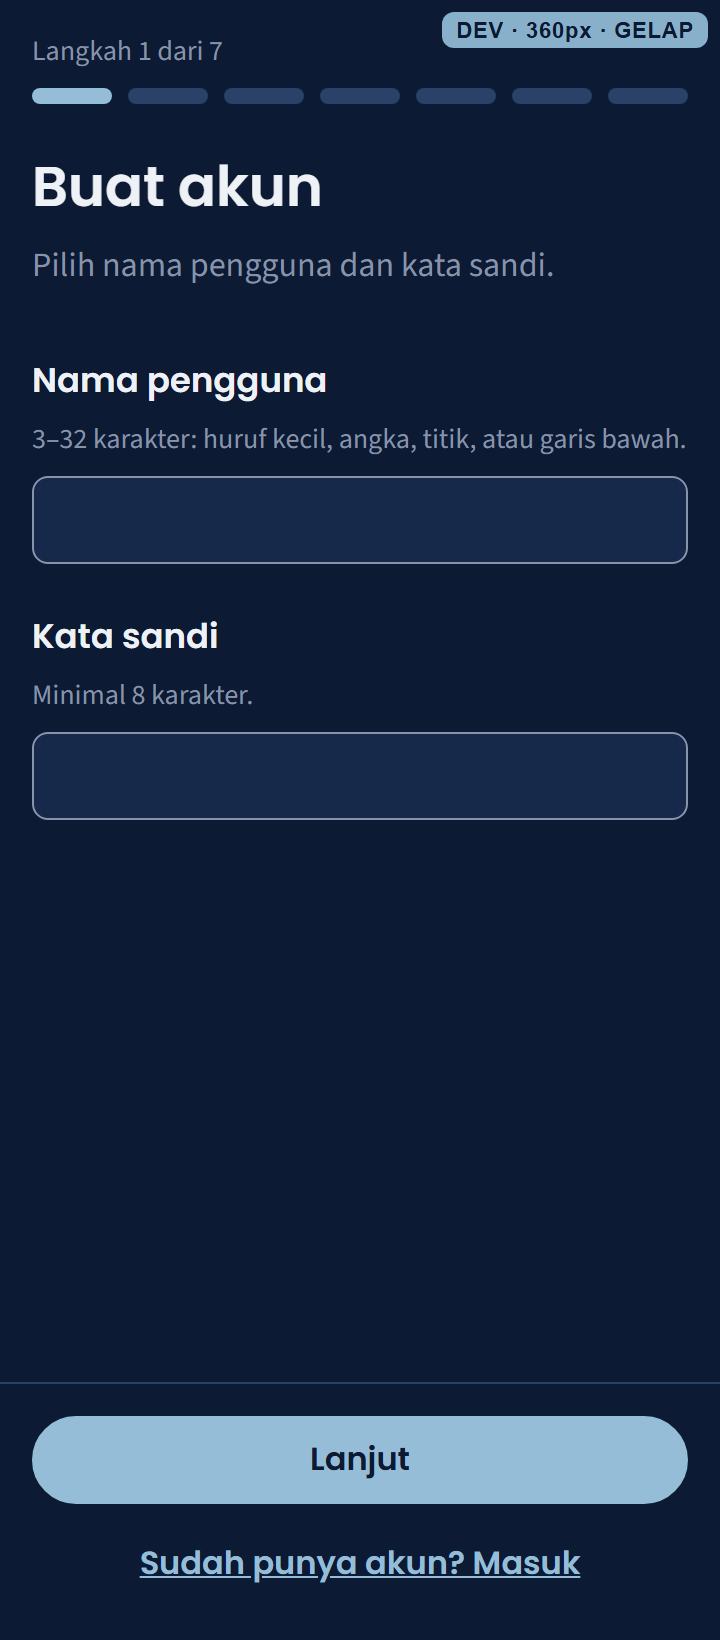 DEV · 360px · GELAP
Langkah 1 dari 7
Buat akun
Pilih nama pengguna dan kata sandi.
Nama pengguna
3–32 karakter: huruf kecil, angka, titik, atau garis bawah.
Kata sandi
Minimal 8 karakter.
Lanjut
Sudah punya akun? Masuk